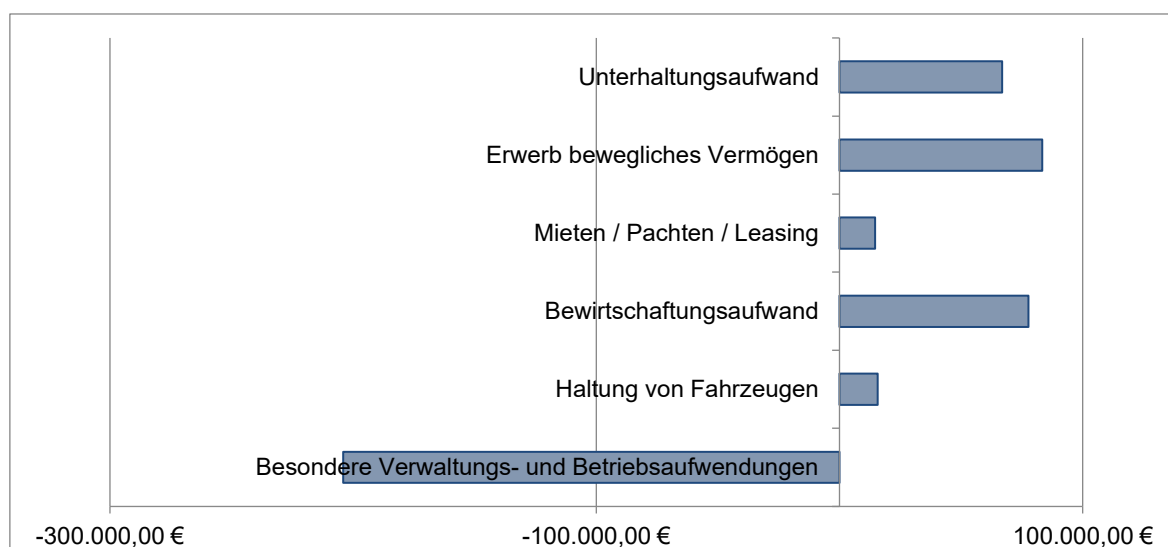 Unterhaltungsaufwand
Erwerb bewegliches Vermögen
Mieten / Pachten / Leasing
Bewirtschaftungsaufwand
Haltung von Fahrzeugen
Besondere Verwaltungs- und Betriebsaufwendungen
-300.000,00 € -100.000,00 € 100.000,00 €